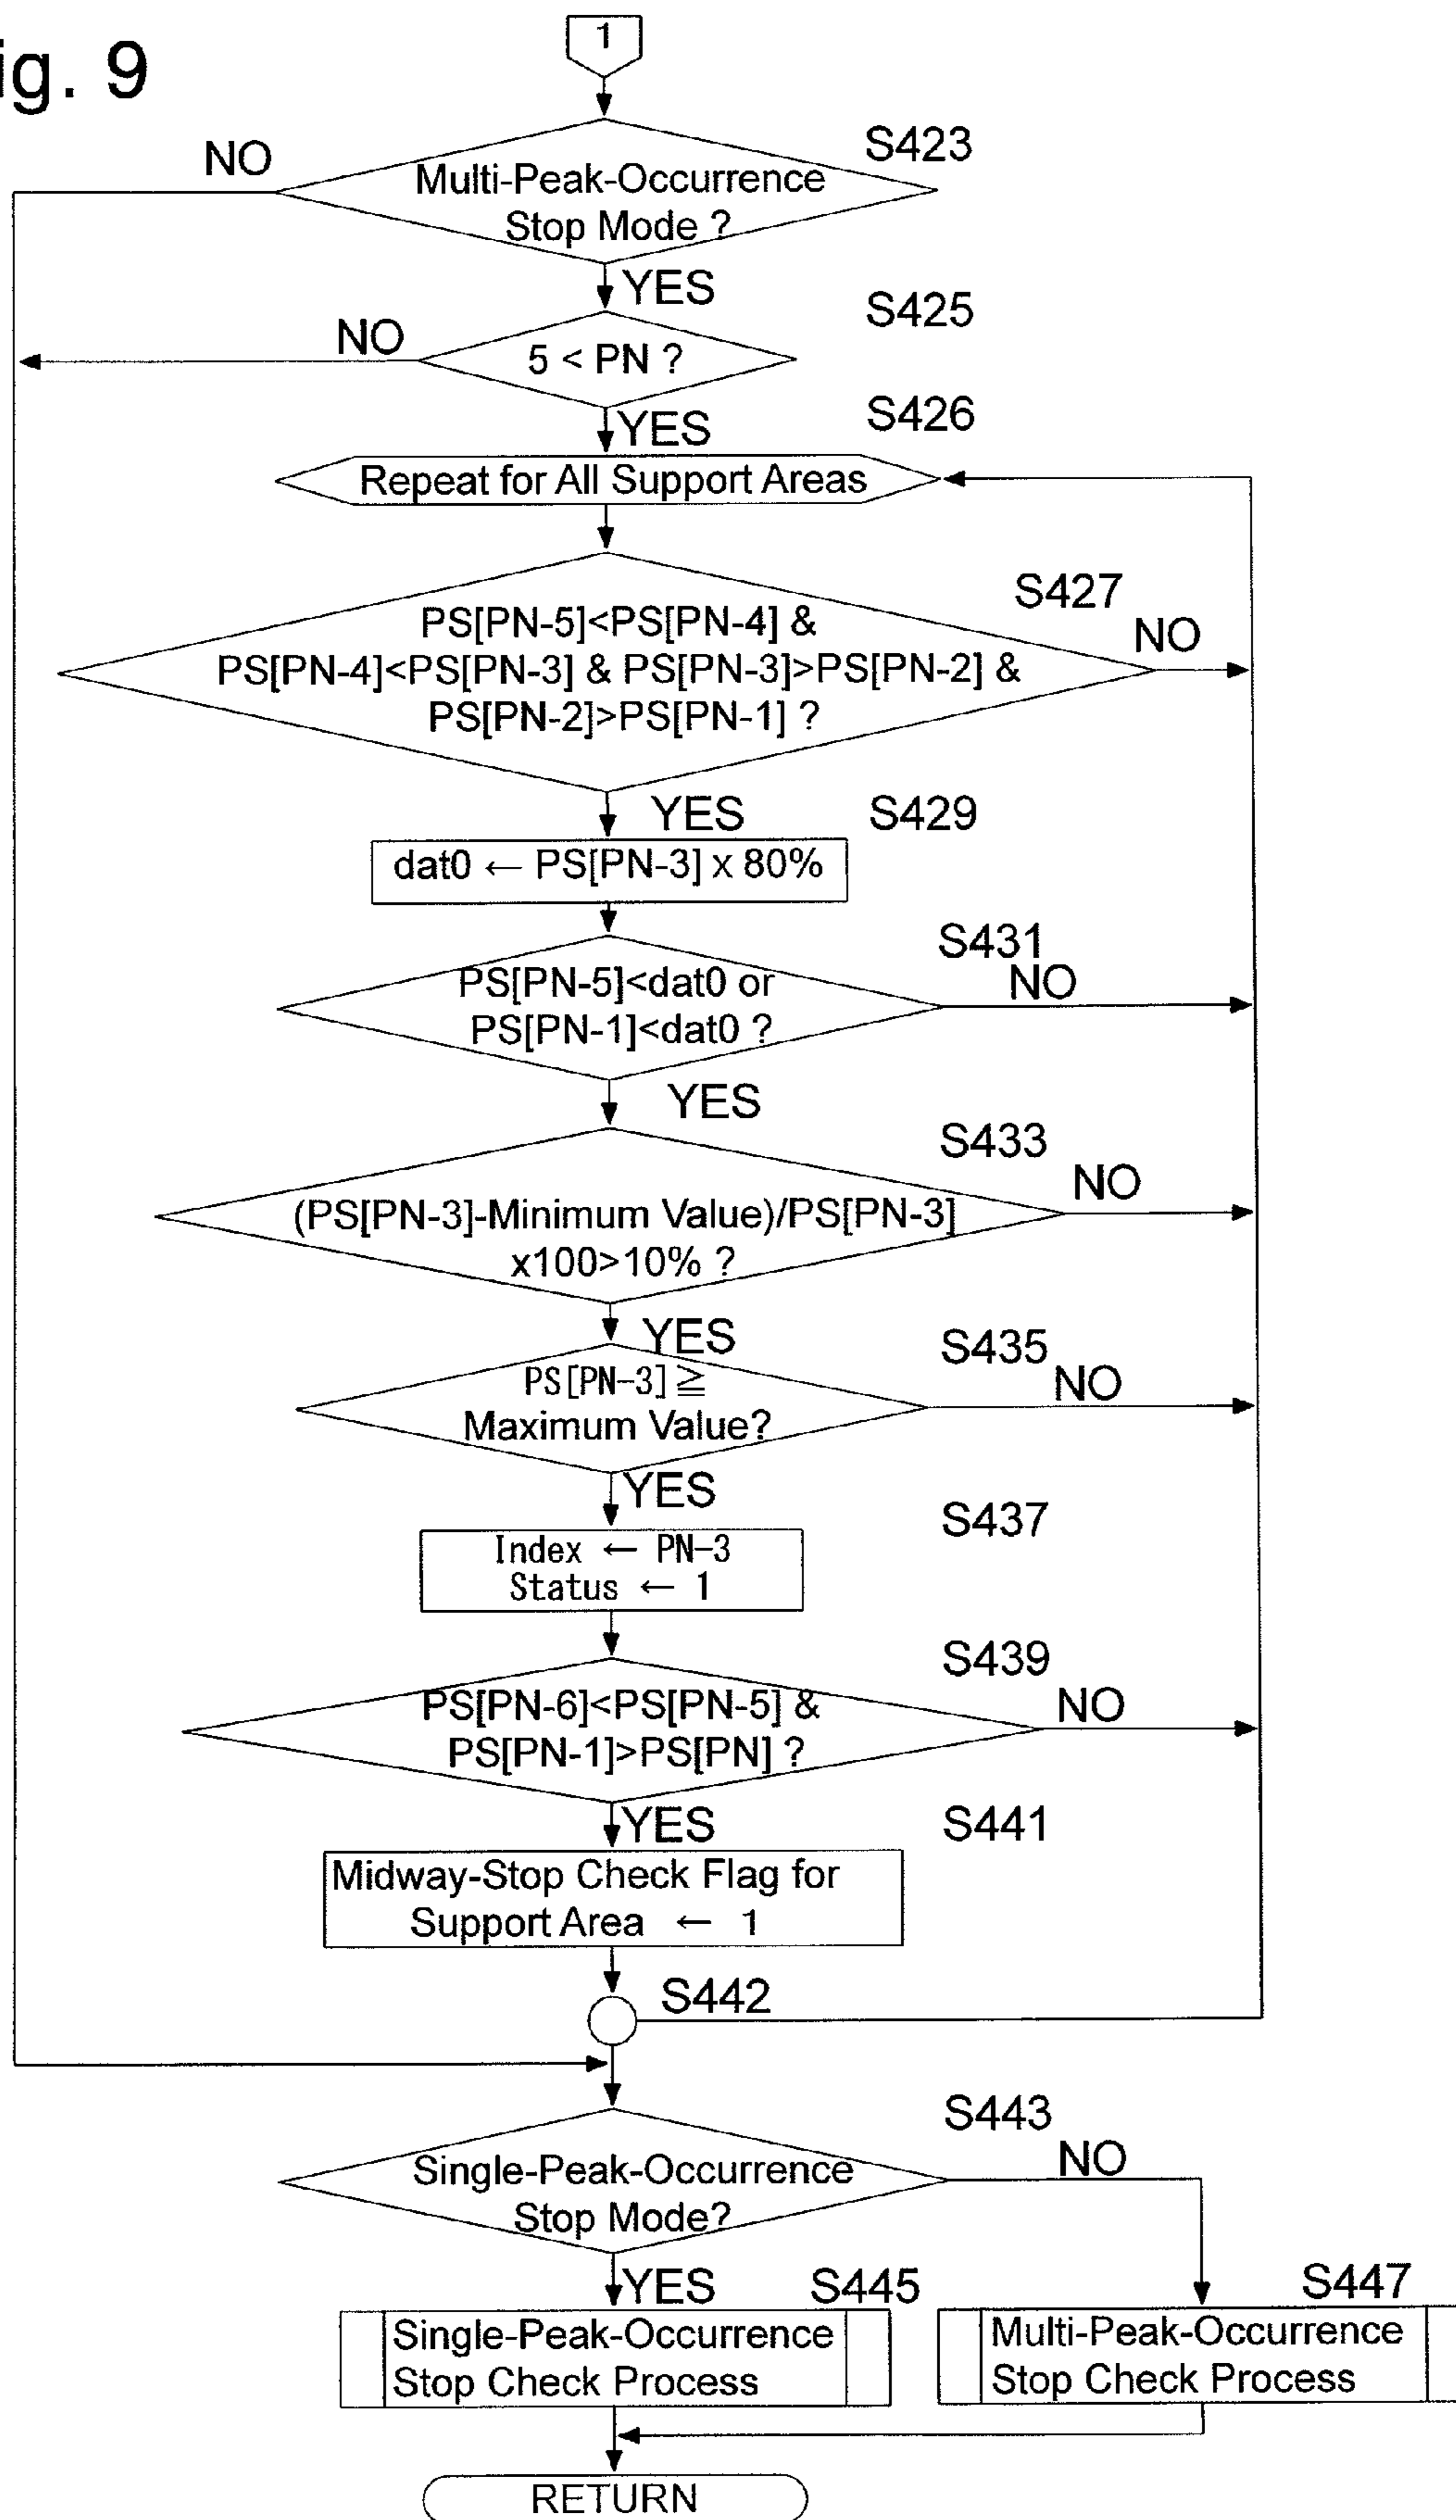 ig. 9
1
S423
NO
Multi-Peak-Occurrence
Stop Mode ?
YES
S425
NO
5 < PN ?
S426
YES
Repeat for All Support Areas
S427
PS[PN-5]<PS[PN-4] &
NO
PS[PN-4]<PS[PN-3] & PS[PN-3]>PS[PN-2] &
PS[PN-2]>PS[PN-1] ?
YES
S429
dat0 ← PS[PN-3] x 80%
S431
PS[PN-5]<dat0 or
NO
PS[PN-1]<dat0 ?
YES
S433
NO
(PS[PN-3]-Minimum Value)/PS[PN-3]
x100>10% ?
YES
S435
PS[PN-3]≧
NO
Maximum Value?
YES
S437
Index ← PN-3
Status ← 1
S439
PS[PN-6]<PS[PN-5] &
NO
PS[PN-1]>PS[PN] ?
YES
S441
Midway-Stop Check Flag for
Support Area ← 1
S442
S443
NO
Single-Peak-Occurrence
Stop Mode?
YES
S445
S447
Single-Peak-Occurrence
Stop Check Process
Multi-Peak-Occurrence
Stop Check Process
RETURN